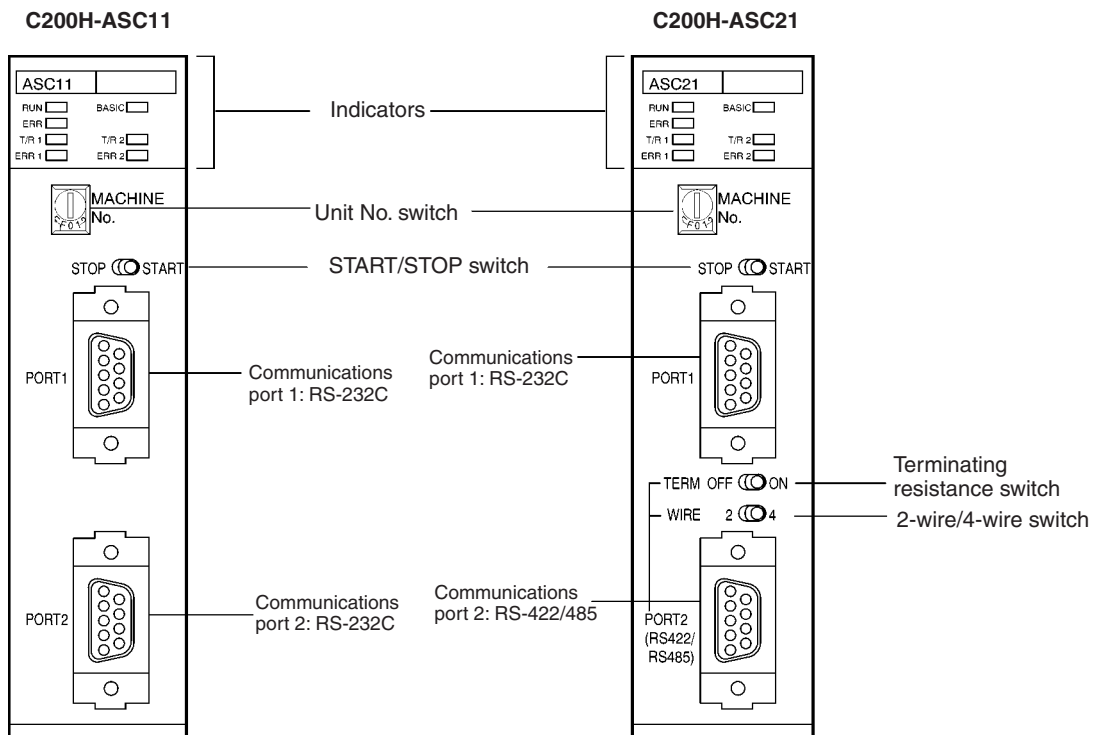 C200H-ASC11
C200H-ASC21
ASC11
RUN
BASIC
ERR
T/R 1
T/R 2
ERR 1
ERR 2
Indicators
ASC21
RUN
BASIC
ERR
T/R 1
T/R 2
ERR 1
ERR 2
MACHINE
No.
Unit No. switch
MACHINE
No.
STOP START
START/STOP switch
STOP START
PORT1
Communications
port 1: RS-232C
Communications
port 1: RS-232C
PORT1
TERM OFF ON
Terminating
resistance switch
WIRE 2 4
2-wire/4-wire switch
PORT2
Communications
port 2: RS-232C
Communications
port 2: RS-422/485
PORT2
(RS422/
RS485)